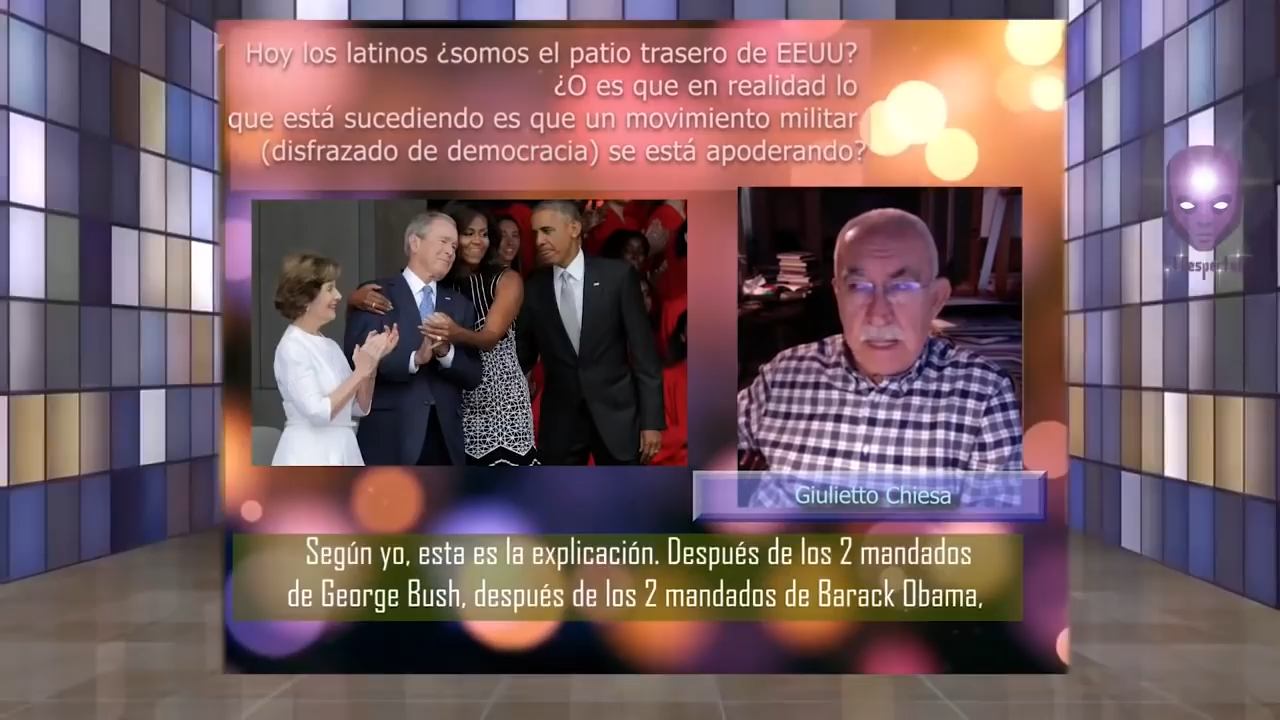 Hoy los latinos ¿somos el patio trasero de EEUU?
¿O es que en realidad lo
que está sucediendo es que un movimiento militar
(disfrazado de democracia) se está apoderando?
Giulietto Chiesa
Según yo, esta es la explicación. Después de los 2 mandados
de George Bush, después de los 2 mandados de Barack Obama,